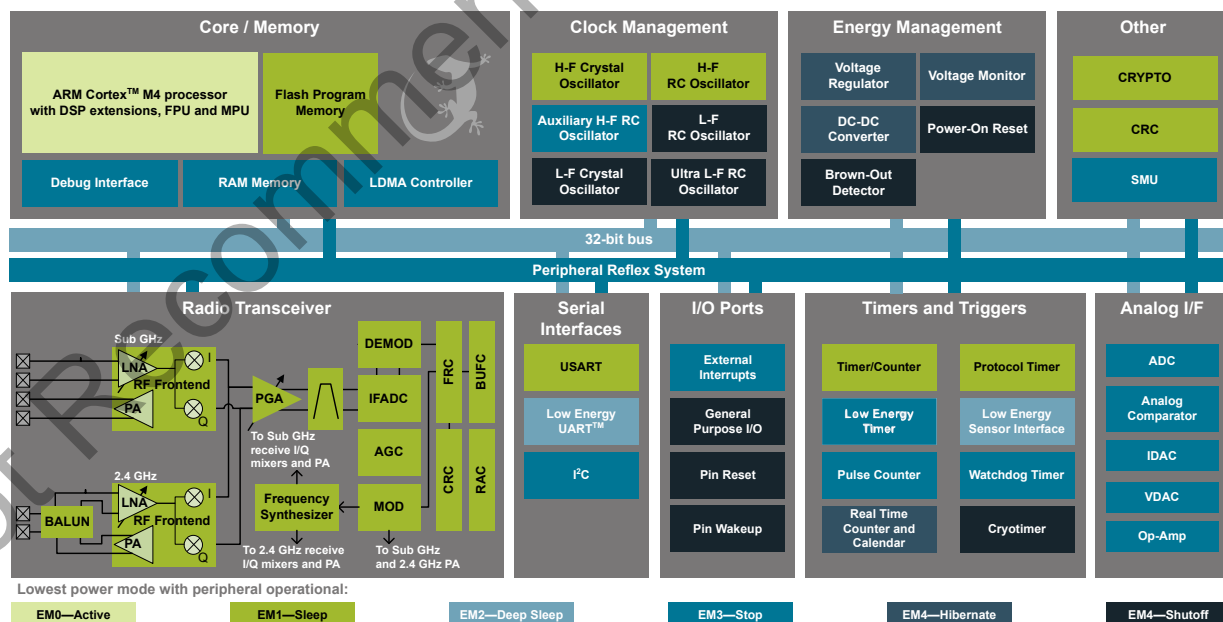 Core / Memory
ARM Cortex™ M4 processor
with DSP extensions, FPU and MPU
Flash Program
Memory
Debug Interface
RAM Memory
LDMA Controller
Clock Management
H-F Crystal
Oscillator
H-F
RC Oscillator
Auxiliary H-F RC
Oscillator
L-F
RC Oscillator
L-F Crystal
Oscillator
Ultra L-F RC
Oscillator
Energy Management
Voltage
Regulator
Voltage Monitor
DC-DC
Converter
Power-On Reset
Brown-Out
Detector
Other
CRYPTO
CRC
SMU
32-bit bus
Peripheral Reflex System
Radio Transceiver
Sub GHz
LNA
RF Frontend
PA
I
Q
2.4 GHz
BALUN
LNA
RF Frontend
PA
I
Q
PGA
To Sub GHz
receive I/Q
mixers and PA
Frequency
Synthesizer
To 2.4 GHz receive
I/Q mixers and PA
DEMOD
IFADC
AGC
MOD
To Sub GHz
and 2.4 GHz PA
FRC
BUFC
CRC
RAC
Serial
Interfaces
USART
Low Energy
UART™
I²C
I/O Ports
External
Interrupts
General
Purpose I/O
Pin Reset
Pin Wakeup
Timers and Triggers
Timer/Counter
Protocol Timer
Low Energy
Timer
Low Energy
Sensor Interface
Pulse Counter
Watchdog Timer
Real Time
Counter and
Calendar
Cryotimer
Analog I/F
ADC
Analog
Comparator
IDAC
VDAC
Op-Amp
Lowest power mode with peripheral operational:
EM0—Active
EM1—Sleep
EM2—Deep Sleep
EM3—Stop
EM4—Hibernate
EM4—Shutoff